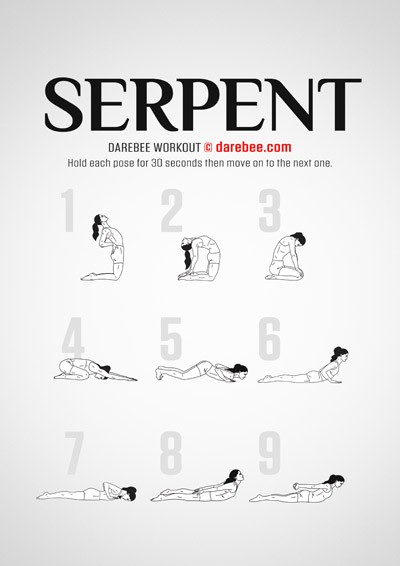 SERPENT
DAREBEE WORKOUT © darebee.com
Hold each pose for 30 seconds then move on to the next one.
1 2 3
4 5 6
7 8 9